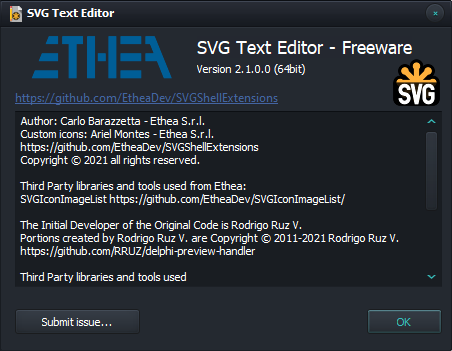 SVG Text Editor
ETHEA
SVG Text Editor - Freeware
Version 2.1.0.0 (64bit)
SVG
https://github.com/EtheaDev/SVGShellExtensions
Author: Carlo Barazzetta - Ethea S.r.l.
Custom icons: Ariel Montes - Ethea S.r.l.
https://github.com/EtheaDev/SVGShellExtensions
Copyright © 2021 all rights reserved.
Third Party libraries and tools used from Ethea:
SVGIconImageList https://github.com/EtheaDev/SVGIconImageList/
The Initial Developer of the Original Code is Rodrigo Ruz V.
Portions created by Rodrigo Ruz V. are Copyright © 2011-2021 Rodrigo Ruz V.
https://github.com/RRUZ/delphi-preview-handler
Third Party libraries and tools used
Submit issue...
OK